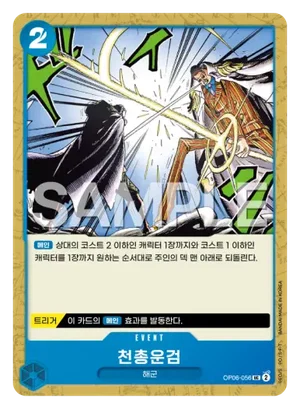 2
SAMPLE
메인 상대의 코스트 2 이하인 캐릭터 1장까지와 코스트 1 이하인
캐릭터를 1장까지 원하는 순서대로 주인의 덱 맨 아래로 되돌린다.
트리거 이 카드의 메인 효과를 발동한다.
EVENT
천총운검
해군
OP06-056 UC 2